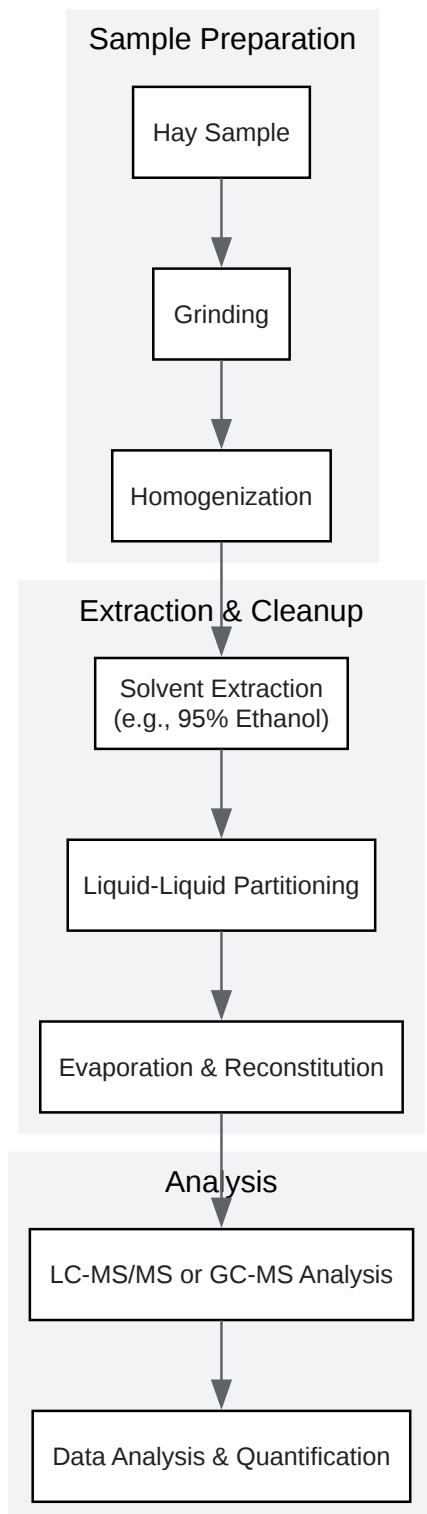 Sample Preparation
Hay Sample
Grinding
Homogenization
Extraction & Cleanup
Solvent Extraction
(e.g., 95% Ethanol)
Liquid-Liquid Partitioning
Evaporation & Reconstitution
Analysis
LC-MS/MS or GC-MS Analysis
Data Analysis & Quantification